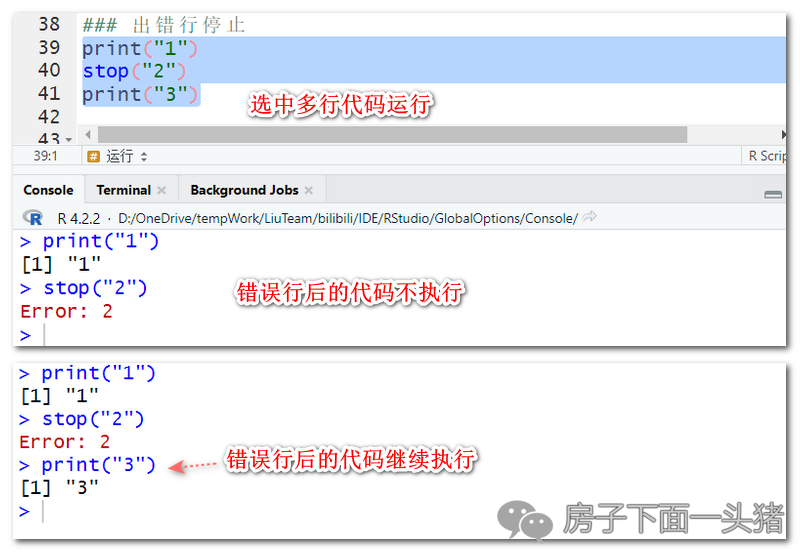 38 ### 出错行停止
39 print("1")
40 stop("2")
41 print("3")
选中多行代码运行
42
43
39:1 # 运行 R Scrip
Console Terminal Background Jobs
R R 4.2.2 · D:/OneDrive/tempWork/LiuTeam/bilibili/IDE/RStudio/GlobalOptions/Console/
> print("1")
[1] "1"
> stop("2")
错误行后的代码不执行
Error: 2
>
> print("1")
[1] "1"
> stop("2")
Error: 2
> print("3")
错误行后的代码继续执行
[1] "3"
>
房子下面一头猪